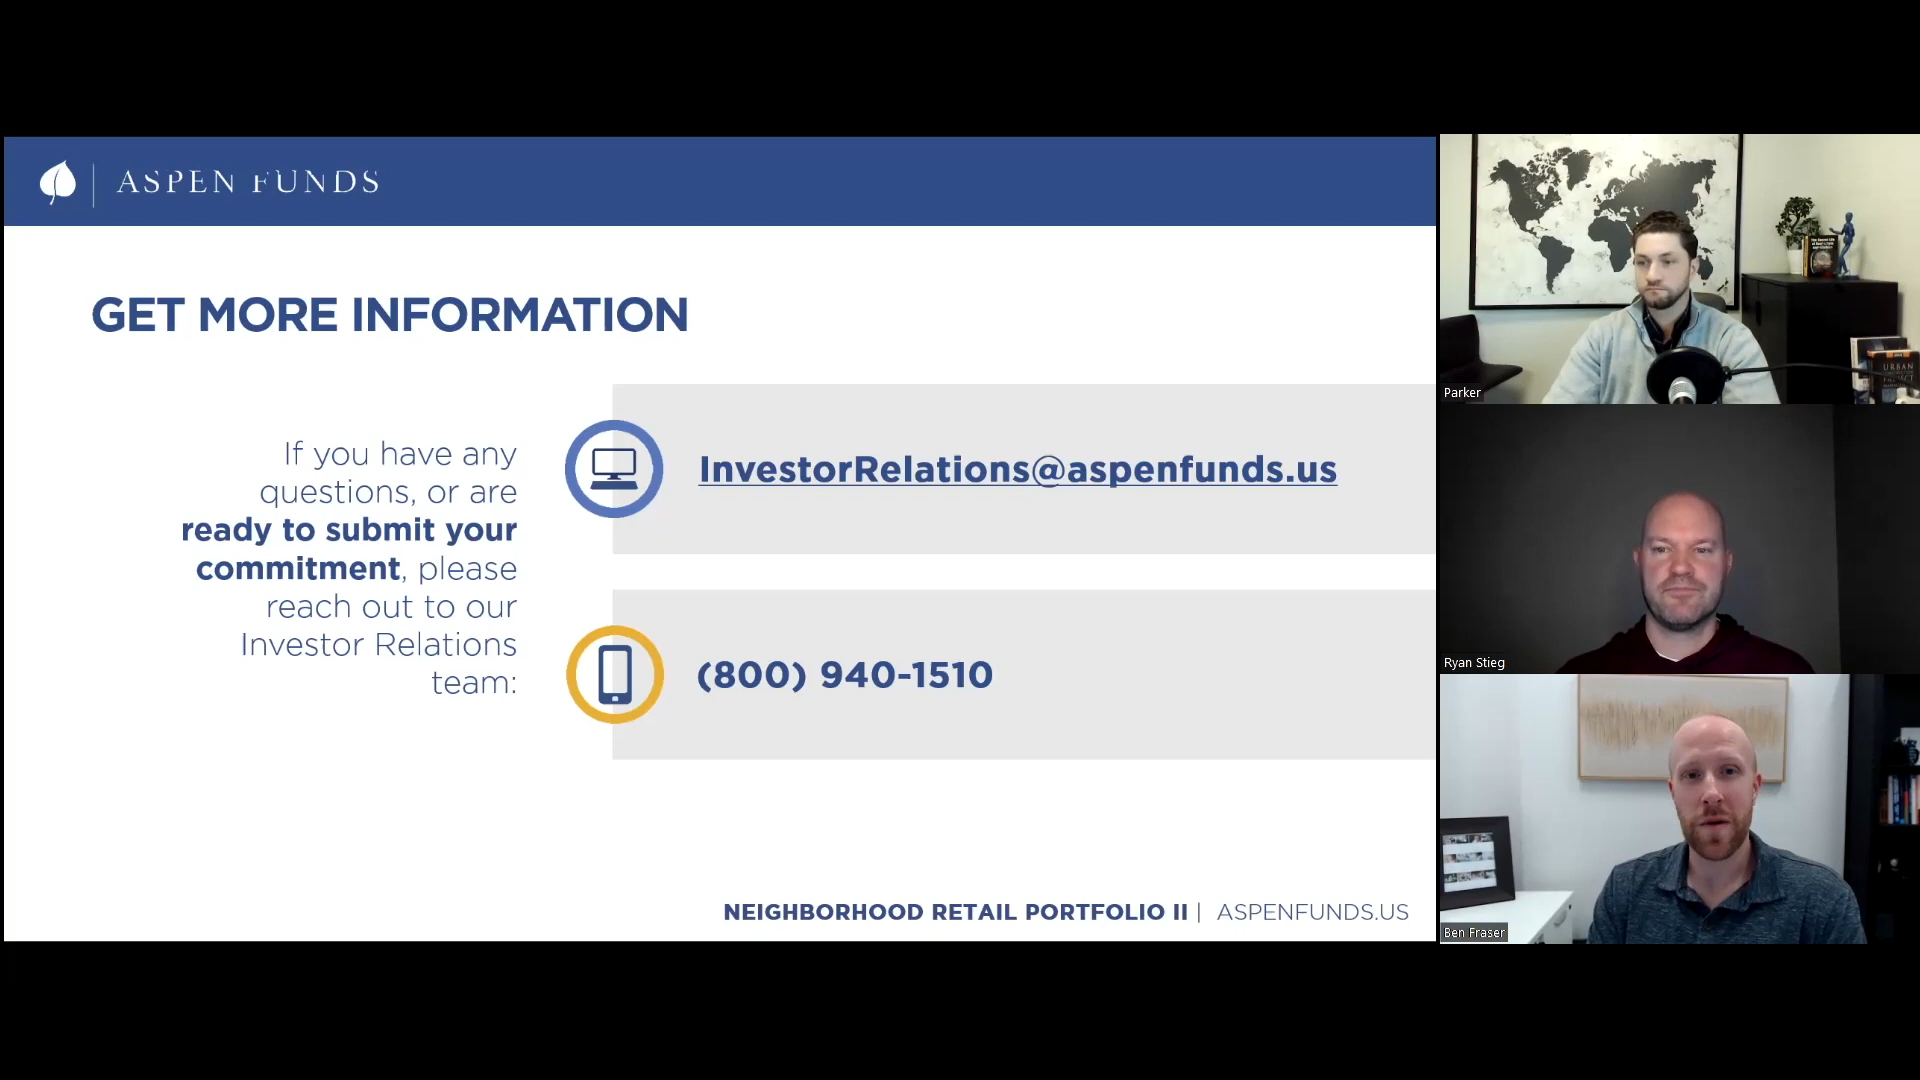 ASPEN FUNDS
GET MORE INFORMATION
If you have any
questions, or are
ready to submit your
commitment, please
reach out to our
Investor Relations
team:
InvestorRelations@aspenfunds.us
(800) 940-1510
NEIGHBORHOOD RETAIL PORTFOLIO II | ASPENFUNDS.US
Parker
URBAN
Ryan Stieg
Ben Fraser